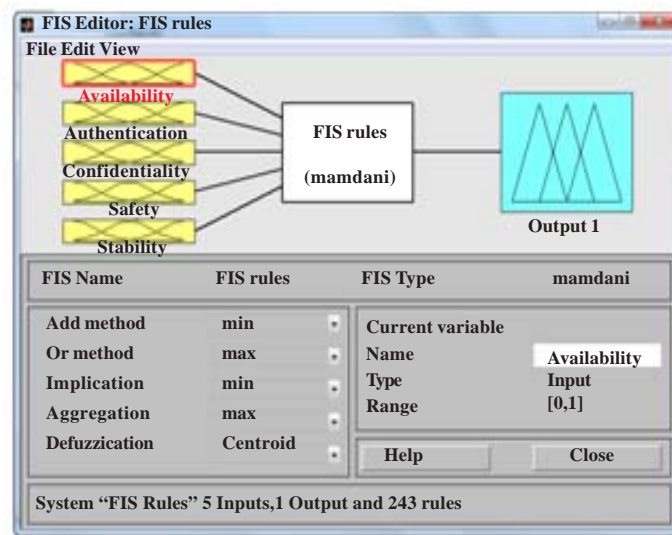 FIS Editor: FIS rules
File Edit View
Availability
Authentication
Confidentiality
Safety
Stability
FIS rules
(mamdani)
Output 1
FIS Name FIS rules FIS Type mamdani
Add method min
Or method max
Implication min
Aggregation max
Defuzzication Centroid
Current variable
Name Availability
Type Input
Range [0,1]
Help Close
System “FIS Rules” 5 Inputs,1 Output and 243 rules